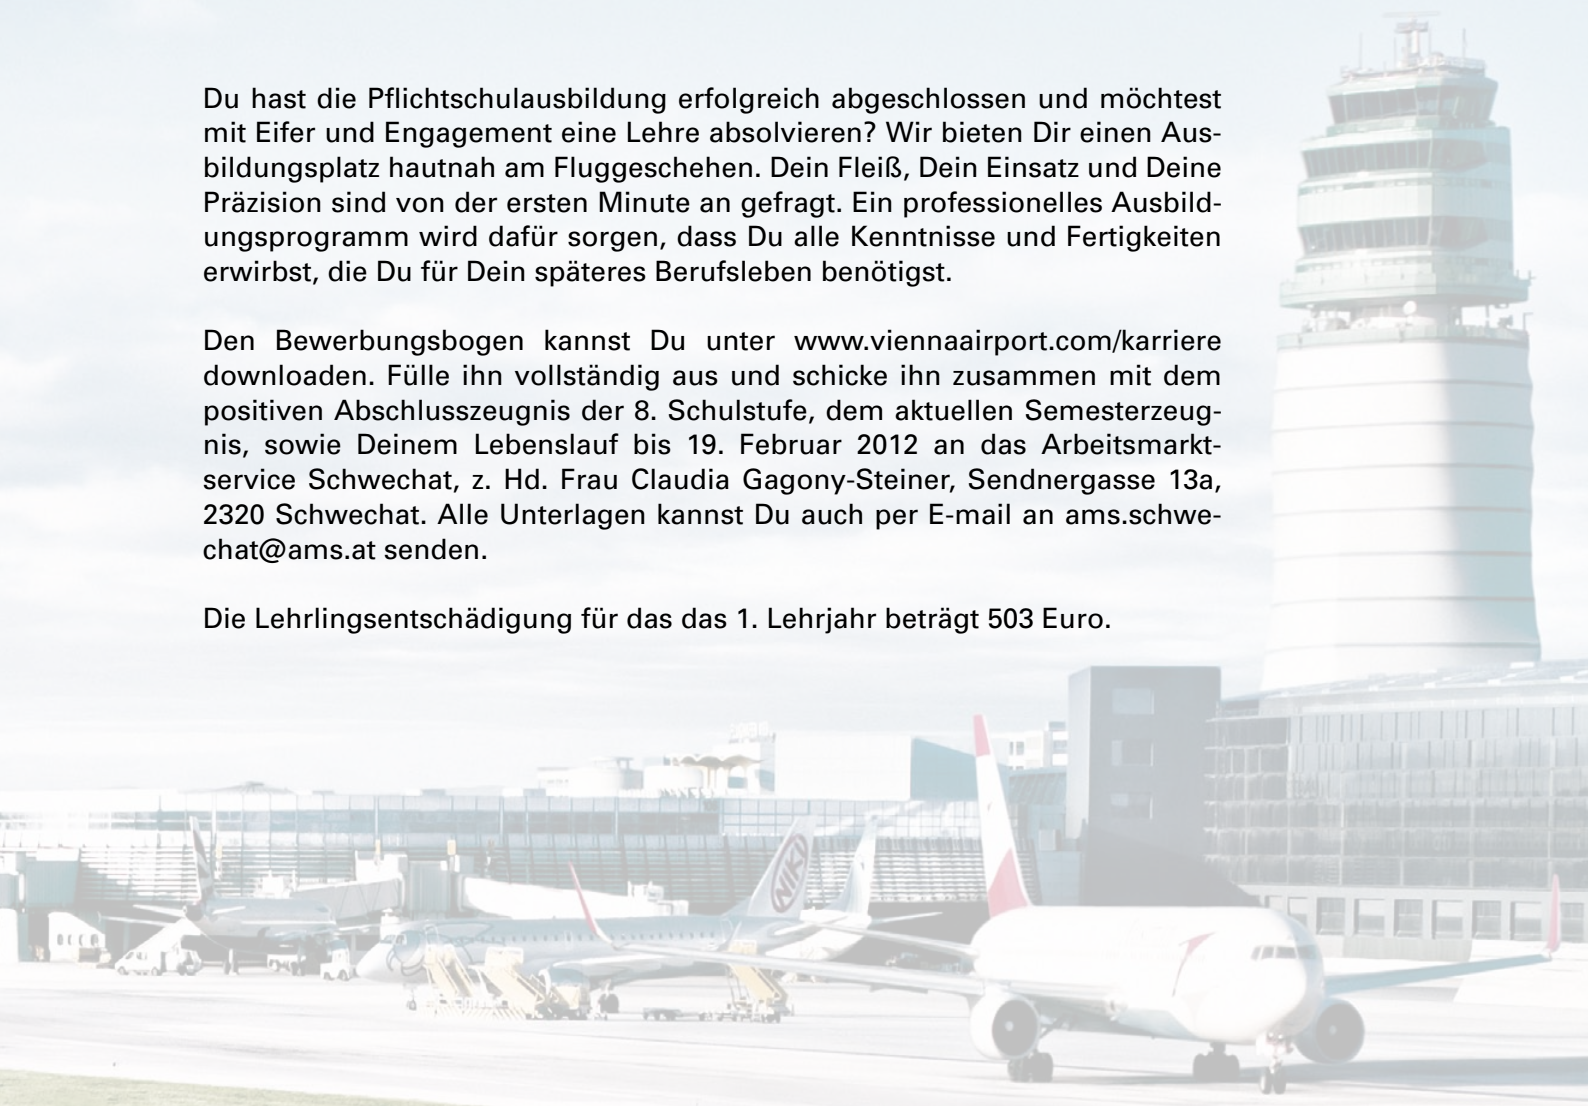 Du hast die Pflichtschulausbildung erfolgreich abgeschlossen und möchtest
mit Eifer und Engagement eine Lehre absolvieren? Wir bieten Dir einen Aus-
bildungsplatz hautnah am Fluggeschehen. Dein Fleiß, Dein Einsatz und Deine
Präzision sind von der ersten Minute an gefragt. Ein professionelles Ausbild-
ungsprogramm wird dafür sorgen, dass Du alle Kenntnisse und Fertigkeiten
erwirbst, die Du für Dein späteres Berufsleben benötigst.
Den Bewerbungsbogen kannst Du unter www.viennaairport.com/karriere
downloaden. Fülle ihn vollständig aus und schicke ihn zusammen mit dem
positiven Abschlusszeugnis der 8. Schulstufe, dem aktuellen Semesterzeug-
nis, sowie Deinem Lebenslauf bis 19. Februar 2012 an das Arbeitsmarkt-
service Schwechat, z. Hd. Frau Claudia Gagony-Steiner, Sendnergasse 13a,
2320 Schwechat. Alle Unterlagen kannst Du auch per E-mail an ams.schwe-
chat@ams.at senden.
Die Lehrlingsentschädigung für das das 1. Lehrjahr beträgt 503 Euro.
NIKI